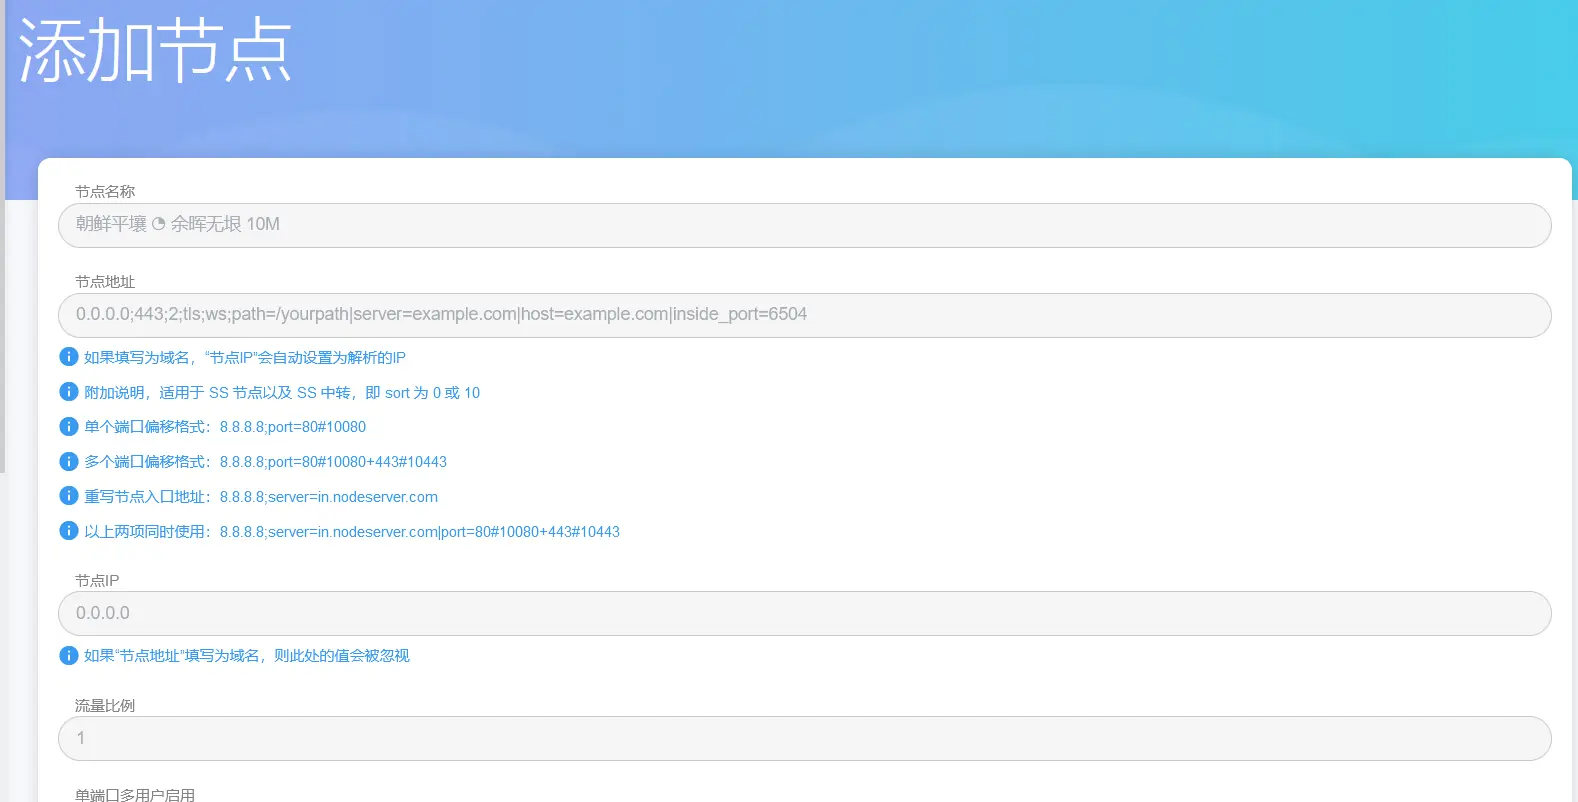 添加节点
节点名称
朝鲜平壤 ◔ 余晖无垠 10M
节点地址
0.0.0.0;443;2;tls;ws;path=/yourpath|server=example.com|host=example.com|inside_port=6504
如果填写为域名，“节点IP”会自动设置为解析的IP
附加说明，适用于 SS 节点以及 SS 中转，即 sort 为 0 或 10
单个端口偏移格式：8.8.8.8;port=80#10080
多个端口偏移格式：8.8.8.8;port=80#10080+443#10443
重写节点入口地址：8.8.8.8;server=in.nodeserver.com
以上两项同时使用：8.8.8.8;server=in.nodeserver.com|port=80#10080+443#10443
节点IP
0.0.0.0
如果“节点地址”填写为域名，则此处的值会被忽视
流量比例
1
单端口多用户启用